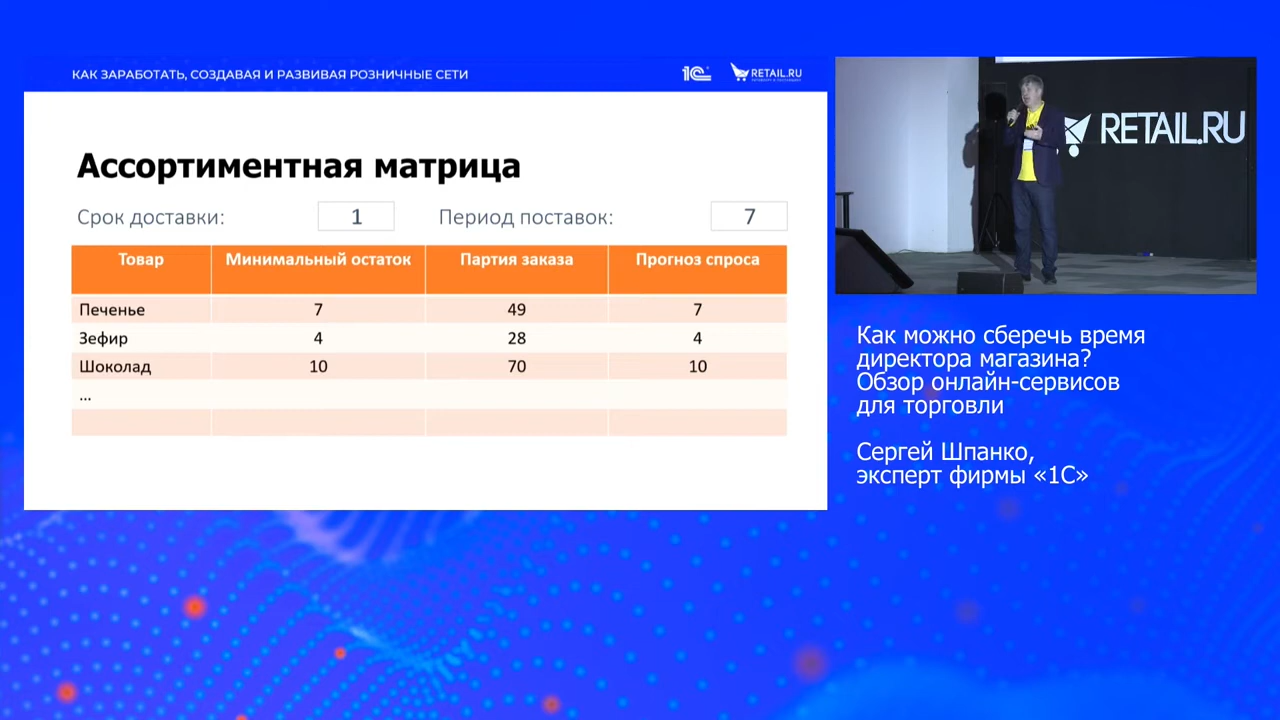 КАК ЗАРАБОТАТЬ, СОЗДАВАЯ И РАЗВИВАЯ РОЗНИЧНЫЕ СЕТИ
1С
RETAIL.RU
Ассортиментная матрица
Срок доставки: 1 Период поставок: 7
Товар Минимальный остаток Партия заказа Прогноз спроса
Печенье 7 49 7
Зефир 4 28 4
Шоколад 10 70 10
...
RETAIL.RU
Как можно сберечь время
директора магазина?
Обзор онлайн-сервисов
для торговли
Сергей Шпанко,
эксперт фирмы «1С»